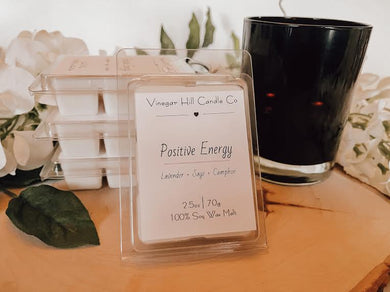 Vinegar Hill Candle Co
Positive Energy
Lavender • Sage • Camphor
2.5oz | 70g
100% Soy Wax Melts